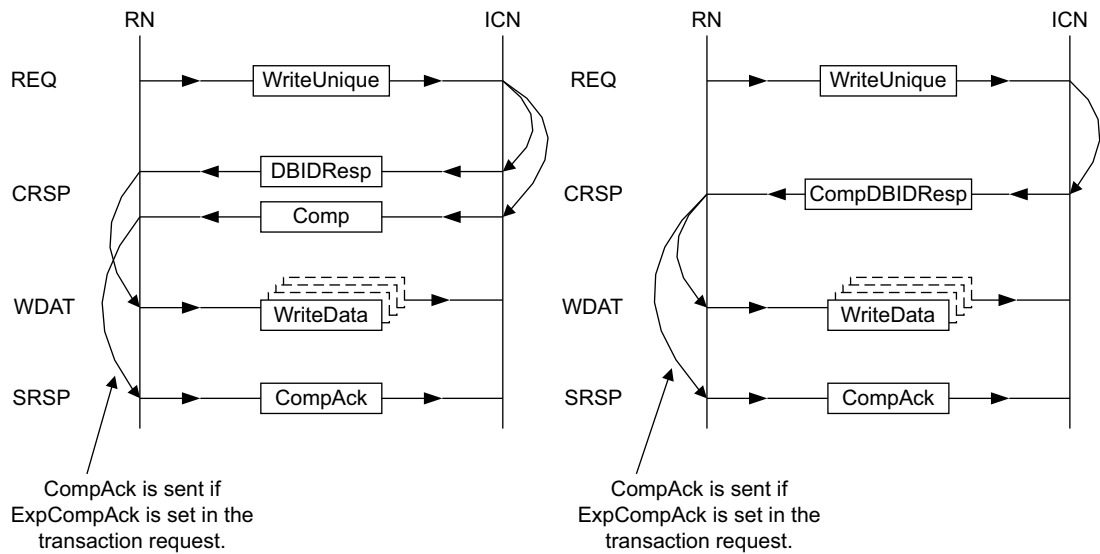 RN ICN RN ICN
REQ WriteUnique REQ WriteUnique
DBIDResp
CRSP CRSP CompDBIDResp
Comp
WDAT WriteData WDAT WriteData
SRSP CompAck SRSP CompAck
CompAck is sent if
ExpCompAck is set in the
transaction request.
CompAck is sent if
ExpCompAck is set in the
transaction request.